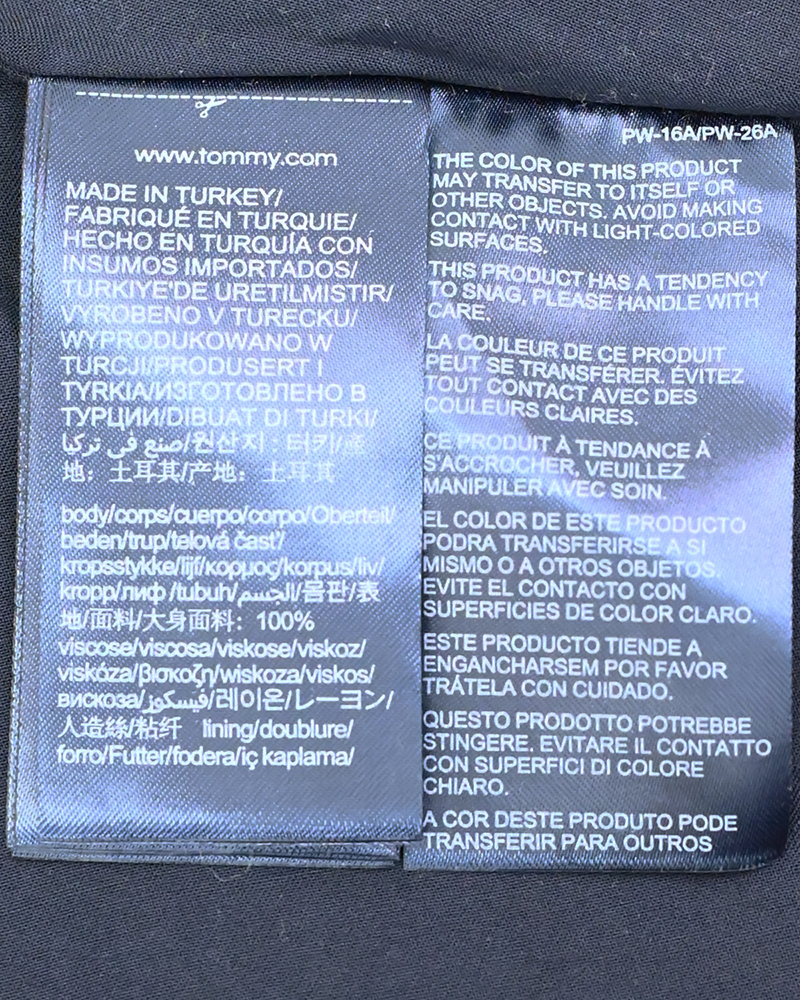 www.tommy.com
MADE IN TURKEY/
FABRIQUÉ EN TURQUIE/
HECHO EN TURQUÍA CON
INSUMOS IMPORTADOS/
TURKIYE'DE URETILMISTIR/
VYROBENO V TURECKU/
WYPRODUKOWANO W
TURCJI/PRODUSERT I
TYRKIA/ИЗГОТОВЛЕНО В
ТУРЦИИ/DIBUAT DI TURKI/
صنع في تركيا/원산지 : 터키/產
地：土耳其/产地：土耳其
body/corps/cuerpo/corpo/Oberteil/
beden/trup/telová časť/
kropsstykke/lijf/κορμος/korpus/liv/
kropp/лиф/tubuh/الجسم/몸판/表
地/面料/大身面料：100%
viscose/viscosa/viskose/viskoz/
viskóza/βισκοζη/wiskoza/viskos/
вискоза/فيسكوز/레이온/レーヨン/
人造絲/粘纤 lining/doublure/
forro/Futter/fodera/iç kaplama/
PW-16A/PW-26A
THE COLOR OF THIS PRODUCT
MAY TRANSFER TO ITSELF OR
OTHER OBJECTS. AVOID MAKING
CONTACT WITH LIGHT-COLORED
SURFACES.
THIS PRODUCT HAS A TENDENCY
TO SNAG, PLEASE HANDLE WITH
CARE.
LA COULEUR DE CE PRODUIT
PEUT SE TRANSFÉRER. ÉVITEZ
TOUT CONTACT AVEC DES
COULEURS CLAIRES.
CE PRODUIT À TENDANCE À
S'ACCROCHER, VEUILLEZ
MANIPULER AVEC SOIN.
EL COLOR DE ESTE PRODUCTO
PODRA TRANSFERIRSE A SI
MISMO O A OTROS OBJETOS.
EVITE EL CONTACTO CON
SUPERFICIES DE COLOR CLARO.
ESTE PRODUCTO TIENDE A
ENGANCHARSEM POR FAVOR
TRÁTELA CON CUIDADO.
QUESTO PRODOTTO POTREBBE
STINGERE. EVITARE IL CONTATTO
CON SUPERFICI DI COLORE
CHIARO.
A COR DESTE PRODUTO PODE
TRANSFERIR PARA OUTROS